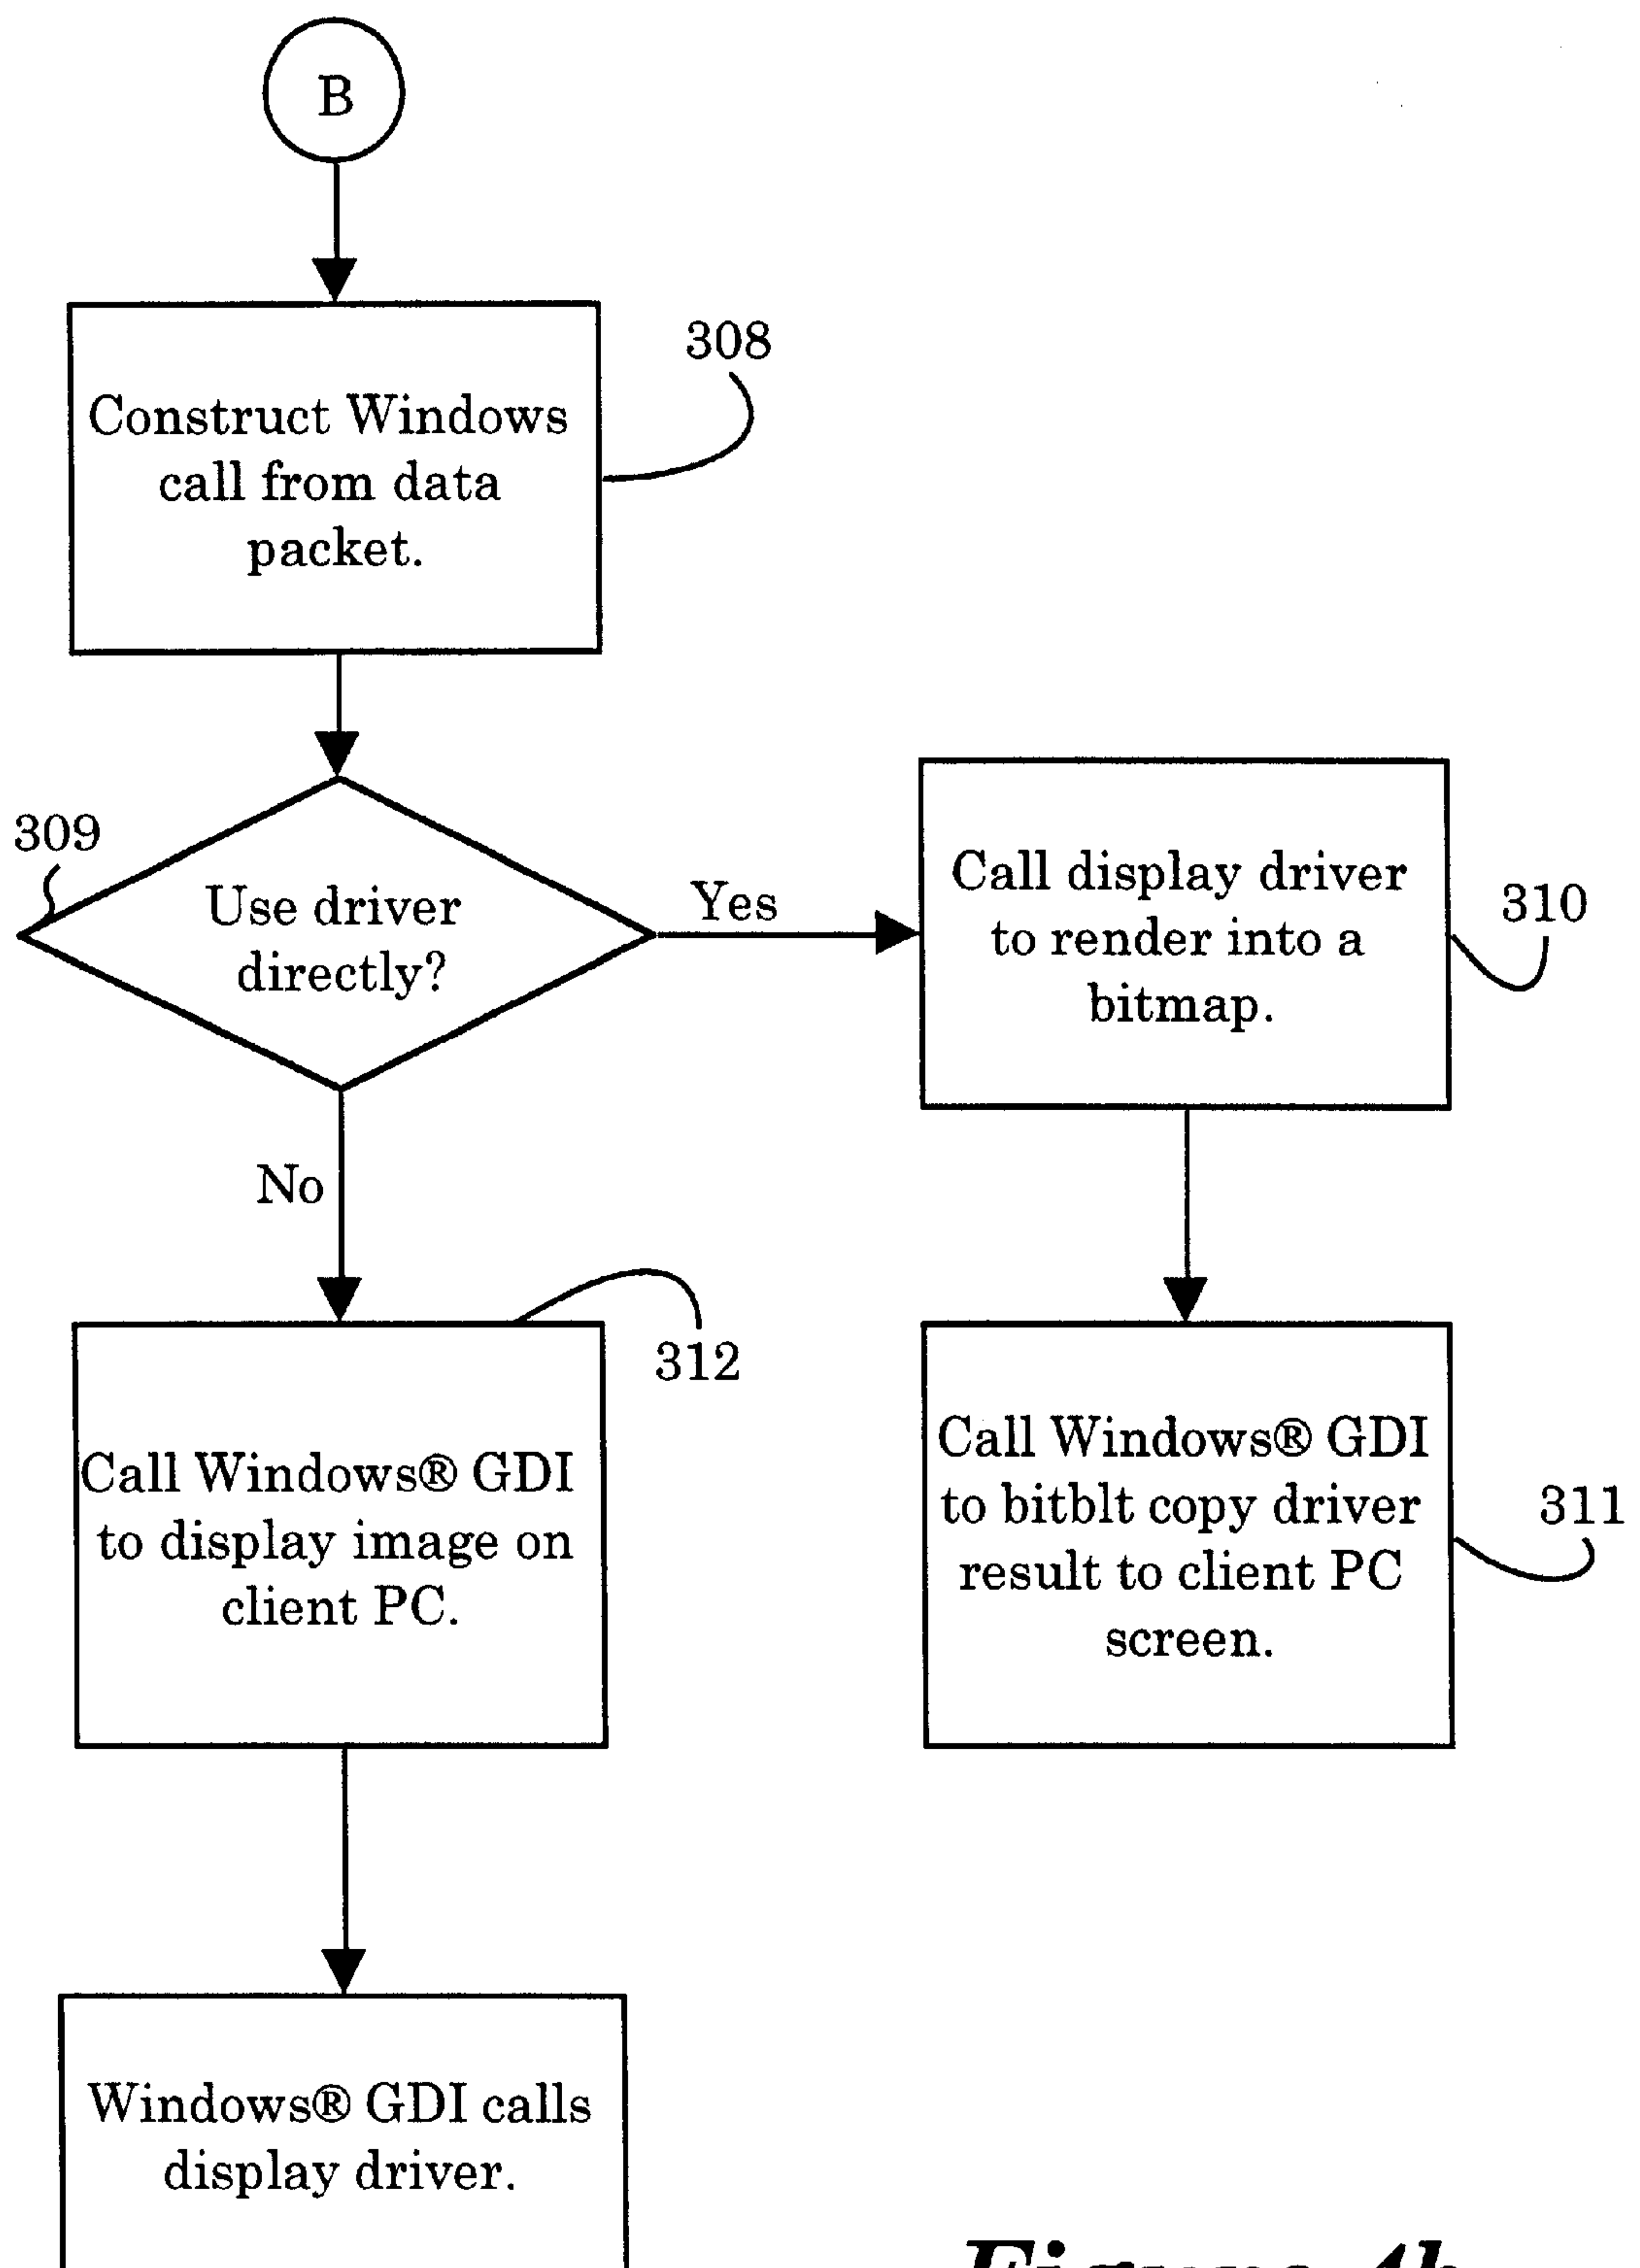 B
308
Construct Windows
call from data
packet.
309
Use driver
directly?
Yes
Call display driver
to render into a
bitmap.
310
No
312
Call Windows® GDI
to display image on
client PC.
Call Windows® GDI
to bitblt copy driver
result to client PC
screen.
311
Windows® GDI calls
display driver.
Figure 4b